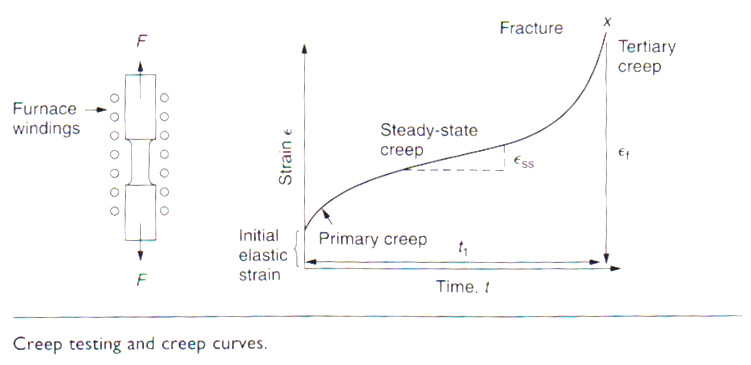 F
Furnace
windings
F
Fracture
x
Tertiary
creep
Steady-state
creep
ϵss
ϵf
Strain ϵ
Initial
elastic
strain
Primary creep
t1
Time, t
Creep testing and creep curves.